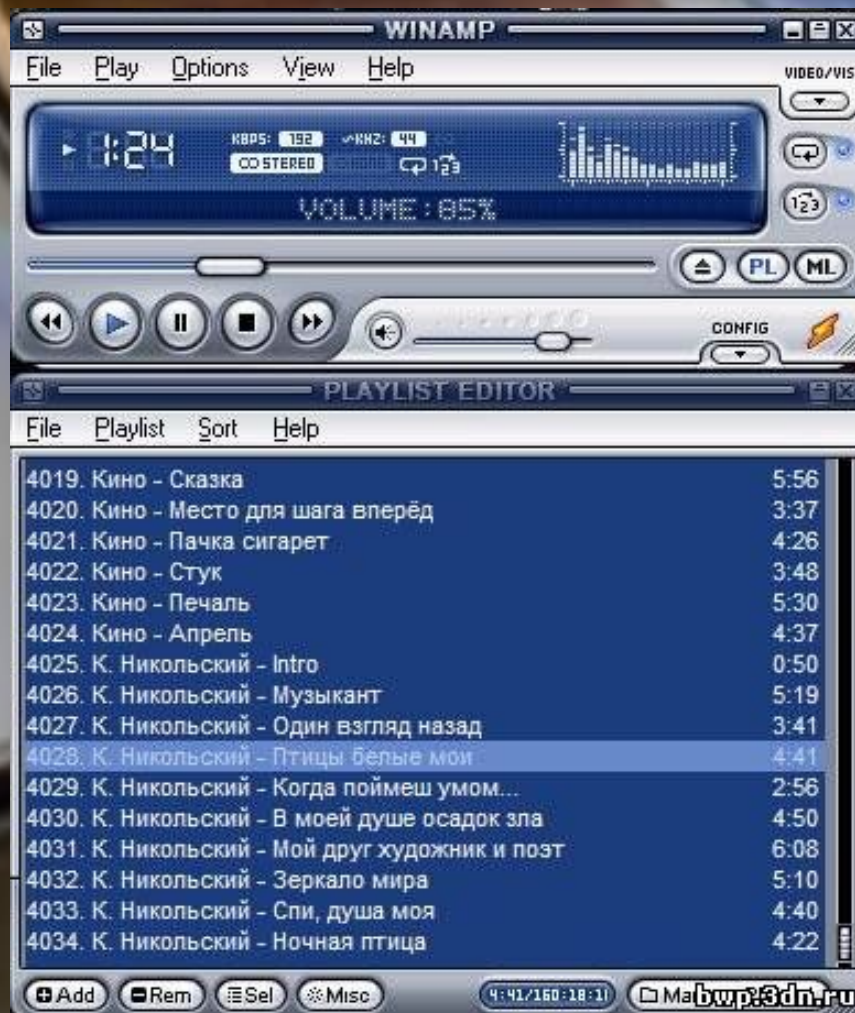 WINAMP
File Play Options View Help
VIDEO/VIS
1:24
KBPS: 192 KHZ: 44
STEREO
123
VOLUME:85%
123
PL ML
CONFIG
PLAYLIST EDITOR
File Playlist Sort Help
4019. Кино - Сказка 5:56
4020. Кино - Место для шага вперёд 3:37
4021. Кино - Пачка сигарет 4:26
4022. Кино - Стук 3:48
4023. Кино - Печаль 5:30
4024. Кино - Апрель 4:37
4025. К. Никольский - Intro 0:50
4026. К. Никольский - Музыкант 5:19
4027. К. Никольский - Один взгляд назад 3:41
4028. К. Никольский - Птицы белые мои 4:41
4029. К. Никольский - Когда поймеш умом... 2:56
4030. К. Никольский - В моей душе осадок зла 4:50
4031. К. Никольский - Мой друг художник и поэт 6:08
4032. К. Никольский - Зеркало мира 5:10
4033. К. Никольский - Спи, душа моя 4:40
4034. К. Никольский - Ночная птица 4:22
Add Rem Sel Misc 4:41/160:18:1
bwp.3dn.ru